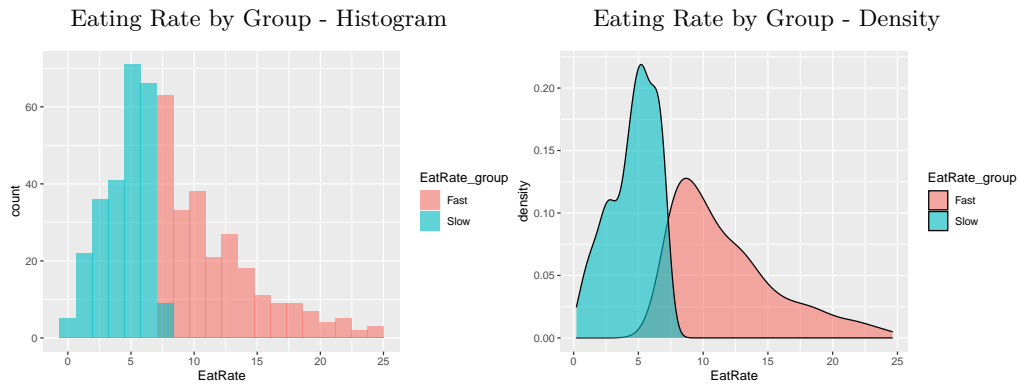 Eating Rate by Group - Histogram
count
60
40
20
0
0 5 10 15 20 25
EatRate
EatRate_group
Fast
Slow
Eating Rate by Group - Density
density
0.20
0.15
0.10
0.05
0.00
0 5 10 15 20 25
EatRate
EatRate_group
Fast
Slow